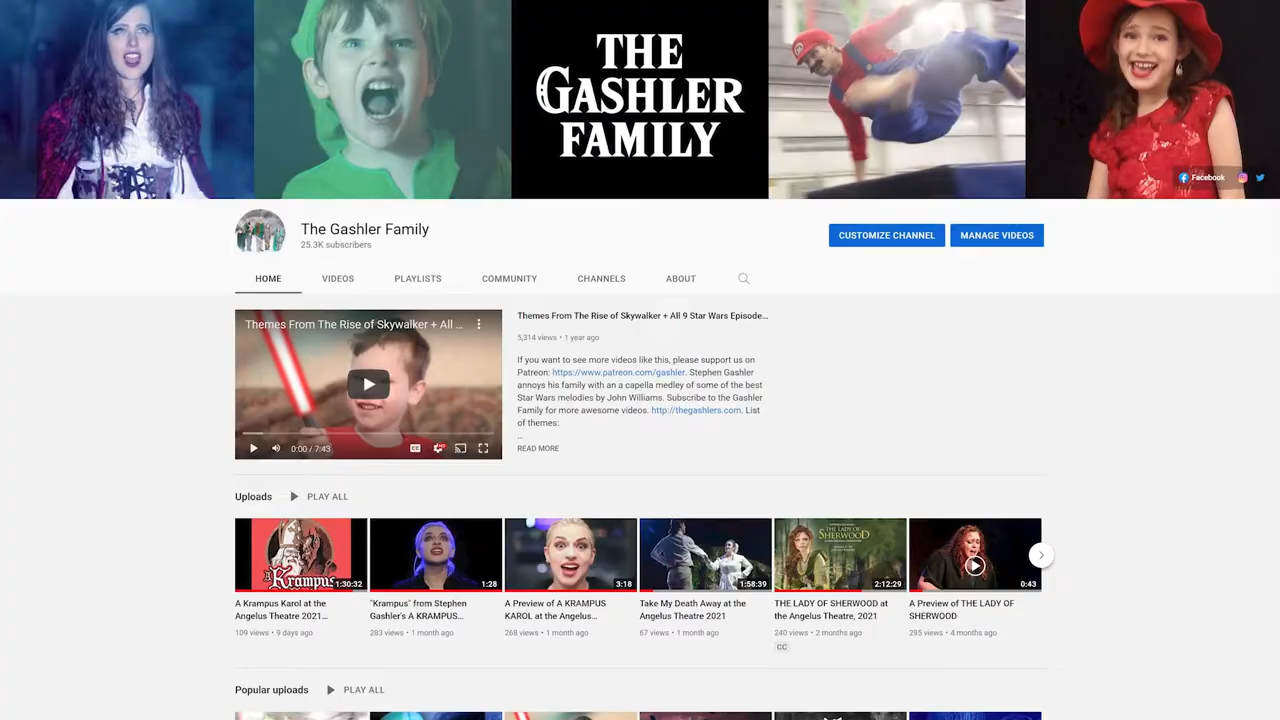 THE
GASHLER
FAMILY
Facebook
The Gashler Family
25.3K subscribers
CUSTOMIZE CHANNEL
MANAGE VIDEOS
HOME
VIDEOS
PLAYLISTS
COMMUNITY
CHANNELS
ABOUT
Themes From The Rise of Skywalker + All ...
0:00 / 7:43
Themes From The Rise of Skywalker + All 9 Star Wars Episode...
5,314 views • 1 year ago
If you want to see more videos like this, please support us on
Patreon: https://www.patreon.com/gashler. Stephen Gashler
annoys his family with an a capella medley of some of the best
Star Wars melodies by John Williams. Subscribe to the Gashler
Family for more awesome videos. http://thegashlers.com. List
of themes:
...
READ MORE
Uploads
PLAY ALL
A Krampus
1:30:32
1:28
3:18
1:58:39
THE LADY OF
SHERWOOD
2:12:29
0:43
A Krampus Karol at the
Angelus Theatre 2021...
109 views • 9 days ago
"Krampus" from Stephen
Gashler's A KRAMPUS...
283 views • 1 month ago
A Preview of A KRAMPUS
KAROL at the Angelus...
268 views • 1 month ago
Take My Death Away at the
Angelus Theatre 2021
67 views • 1 month ago
THE LADY OF SHERWOOD at
the Angelus Theatre, 2021
240 views • 2 months ago
CC
A Preview of THE LADY OF
SHERWOOD
295 views • 4 months ago
Popular uploads
PLAY ALL